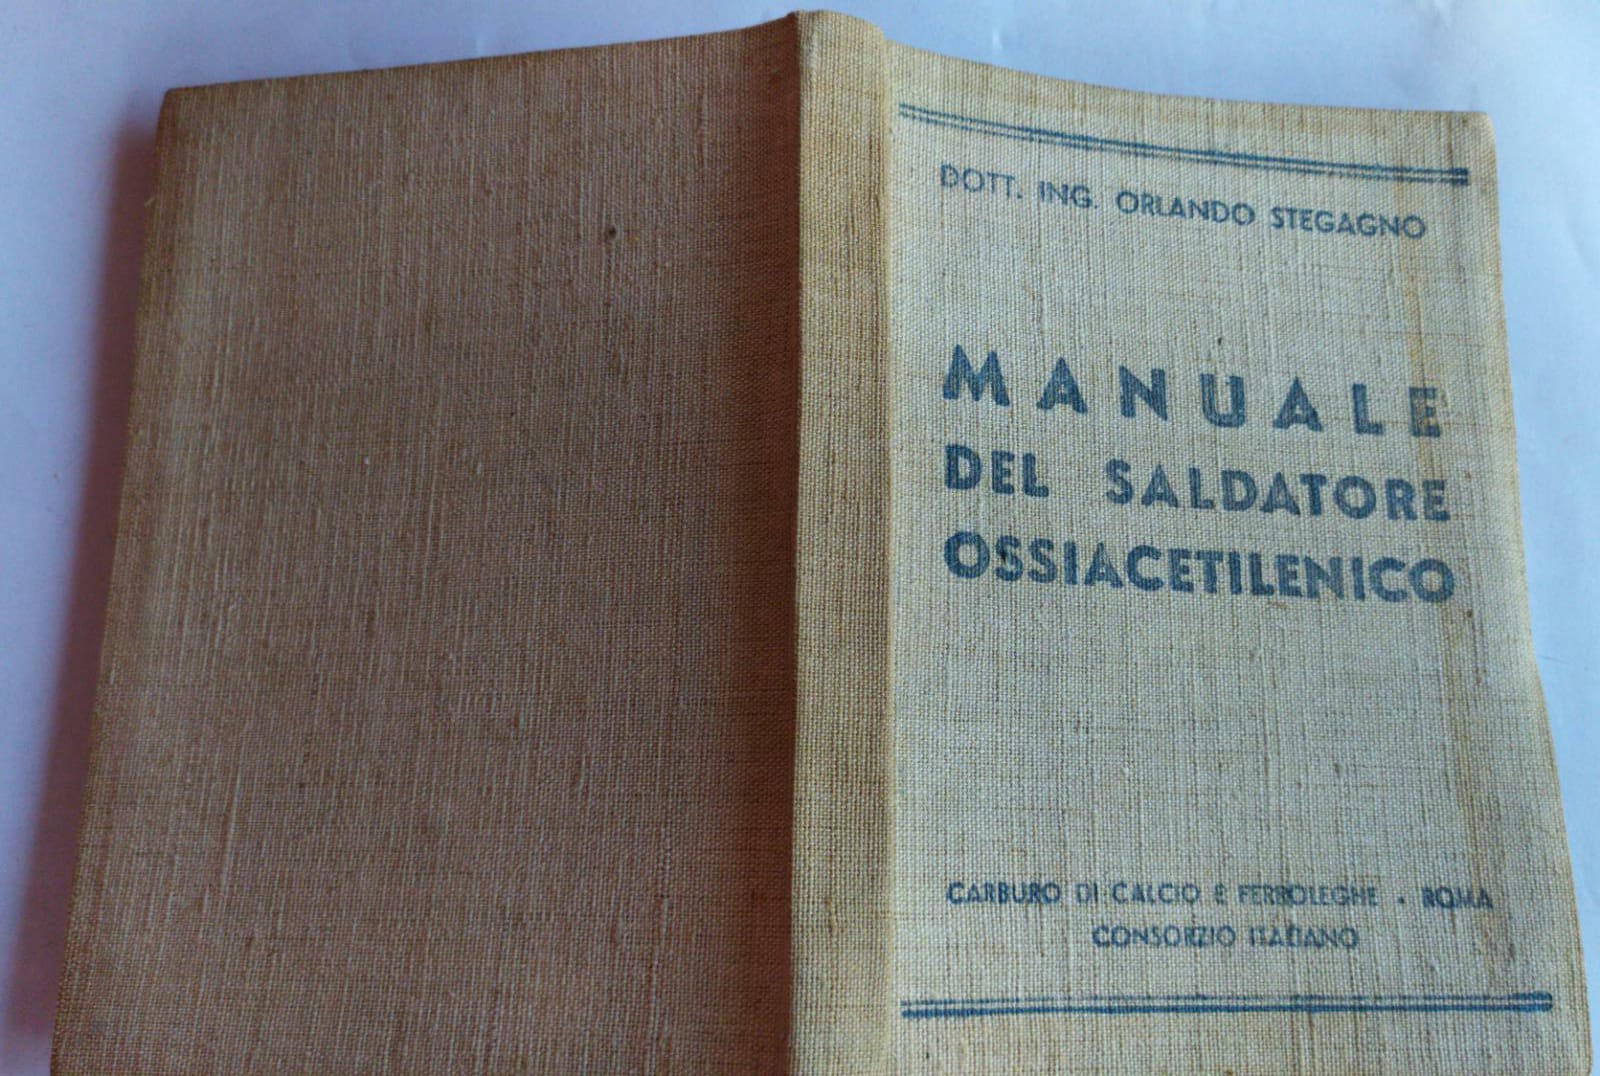 DOTT. ING. ORLANDO STEGAGNO
MANUALE
DEL SALDATORE
OSSIACETILENICO
CARBURO DI CALCIO E FERROLEGHE - ROMA
CONSORZIO ITALIANO